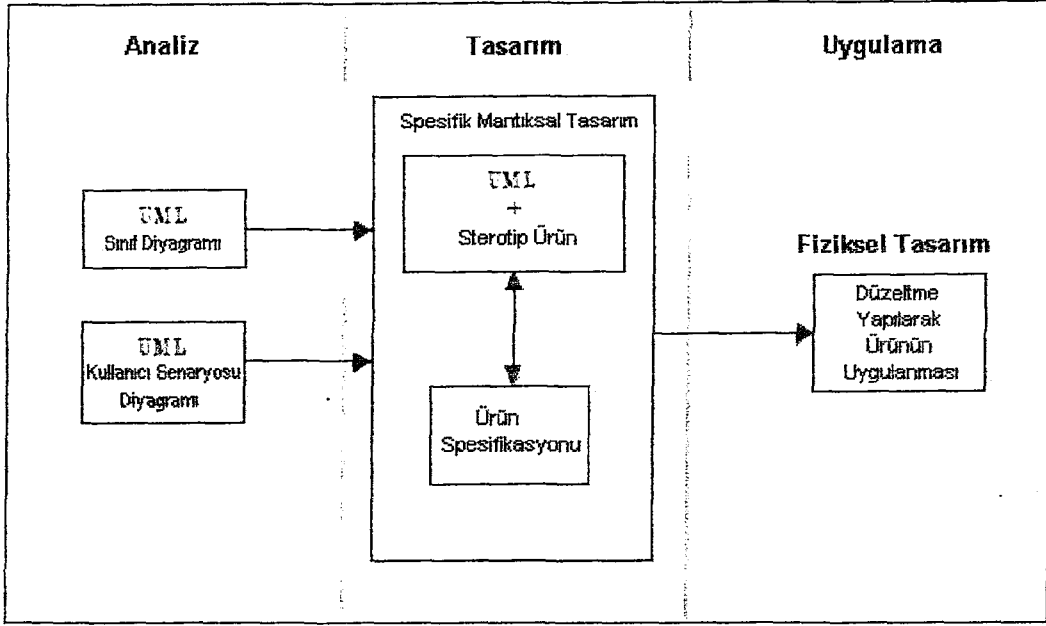 Analiz
Tasarım
Uygulama
Spesifik Mantıksal Tasarım
UML
+
Sterotip Ürün
UML
Sınıf Diyagramı
UML
Kullanıcı Senaryosu
Diyagramı
Ürün
Spesifikasyonu
Fiziksel Tasarım
Düzeltme
Yapılarak
Ürünün
Uygulanması